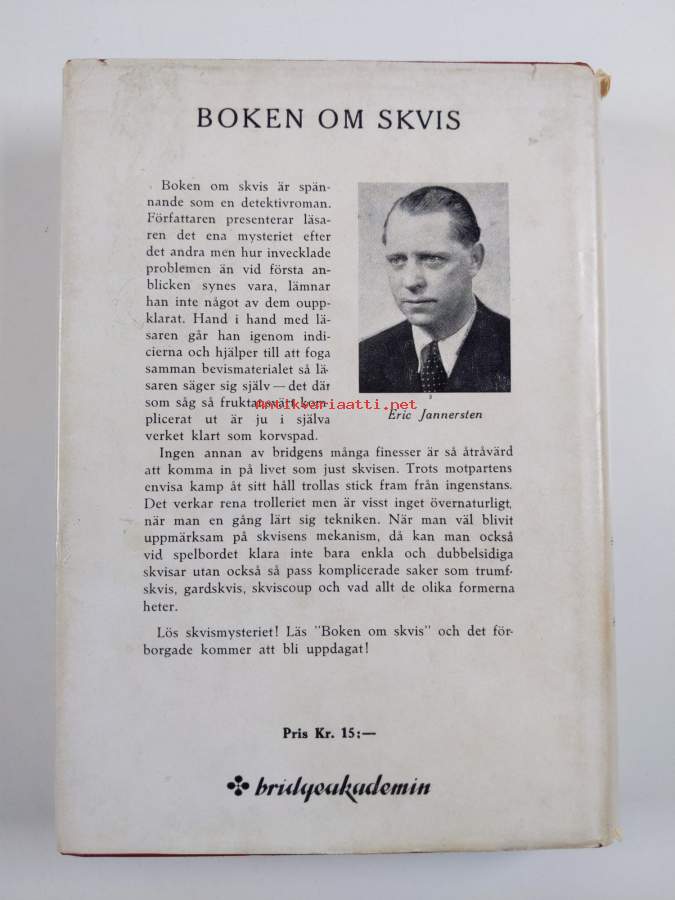 BOKEN OM SKVIS
Boken om skvis är spän-
nande som en detektivroman.
Författaren presenterar läsa-
ren det ena mysteriet efter
det andra men hur invecklade
problemen än vid första an-
blicken synes vara, lämnar
han inte något av dem oupp-
klarat. Hand i hand med lä-
saren går han igenom indi-
cierna och hjälper till att foga
samman bevismaterialet så lä-
saren säger sig själv — det där
som såg så fruktansvärt kom-
plicerat ut är ju i själva
verket klart som korvspad.
Antikvariaatti.net
Eric Jannersten
Ingen annan av bridgens många finesser är så åtråvärd
att komma in på livet som just skvisen. Trots motpartens
envisa kamp åt sitt håll trollas stick fram från ingenstans.
Det verkar rena trolleriet men är visst inget övernaturligt,
när man en gång lärt sig tekniken. När man väl blivit
uppmärksam på skvisens mekanism, då kan man också
vid spelbordet klara inte bara enkla och dubbelsidiga
skvisar utan också så pass komplicerade saker som trumf-
skvis, gardskvis, skviscoup och vad allt de olika formerna
heter.
Lös skvismysteriet! Läs "Boken om skvis" och det för-
borgade kommer att bli uppdagat!
Pris Kr. 15:—
bridgeakademin